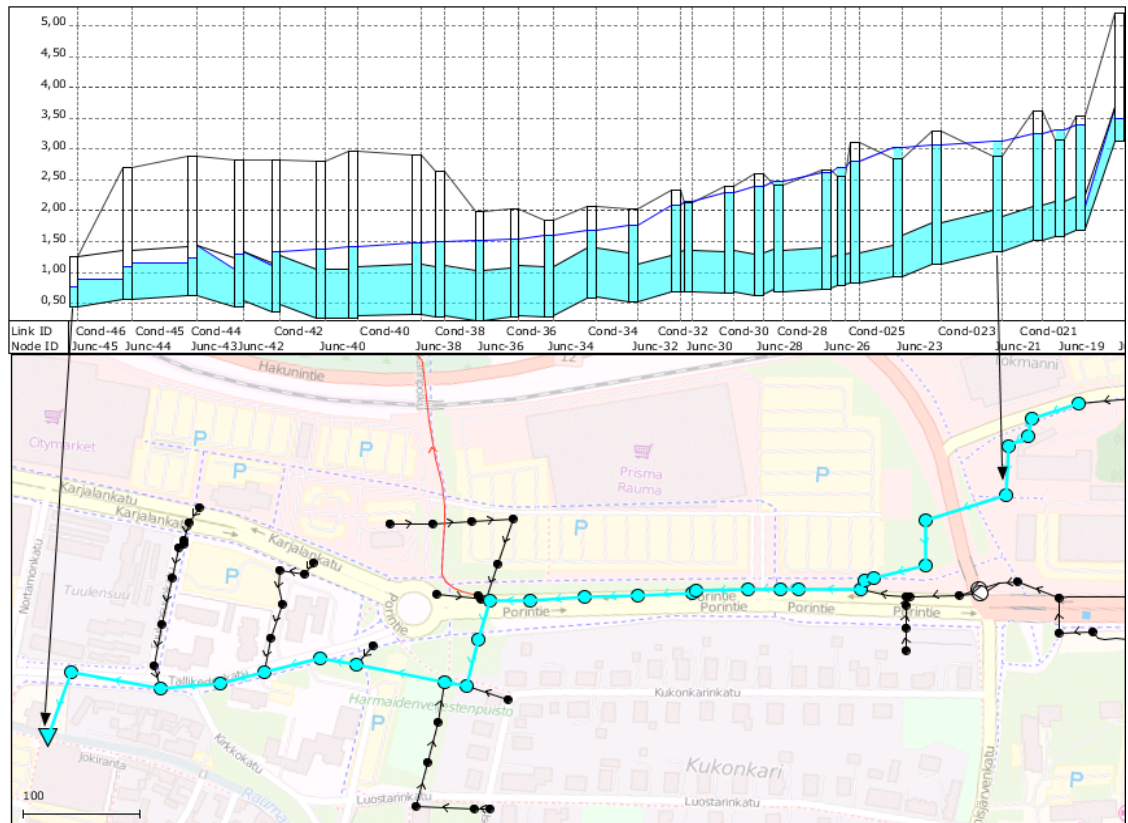 5,00
4,50
4,00
3,50
3,00
2,50
2,00
1,50
1,00
0,50
Link ID Cond-46 Cond-45 Cond-44 Cond-42 Cond-40 Cond-38 Cond-36 Cond-34 Cond-32 Cond-30 Cond-28 Cond-025 Cond-023 Cond-021
Node ID Junc-45 Junc-44 Junc-43 Junc-42 Junc-40 Junc-38 Junc-36 Junc-34 Junc-32 Junc-30 Junc-28 Junc-26 Junc-23 Junc-21 Junc-19
Hakunintie
12
Tokmanni
Citymarket
P
P
P
Prisma
Rauma
P
Karjalankatu
Karjalankatu
P
Karjalankatu
Nortamonkatu
Tuulensuu
P
Porintie
Porintie
Porintie
Porintie
Porintie
Kukonkarinkatu
Harmaidenveljestenpuisto
P
Kirkkokatu
Jokiranta
Kukonkari
P
100
Luostarinkatu
Luostarinkatu